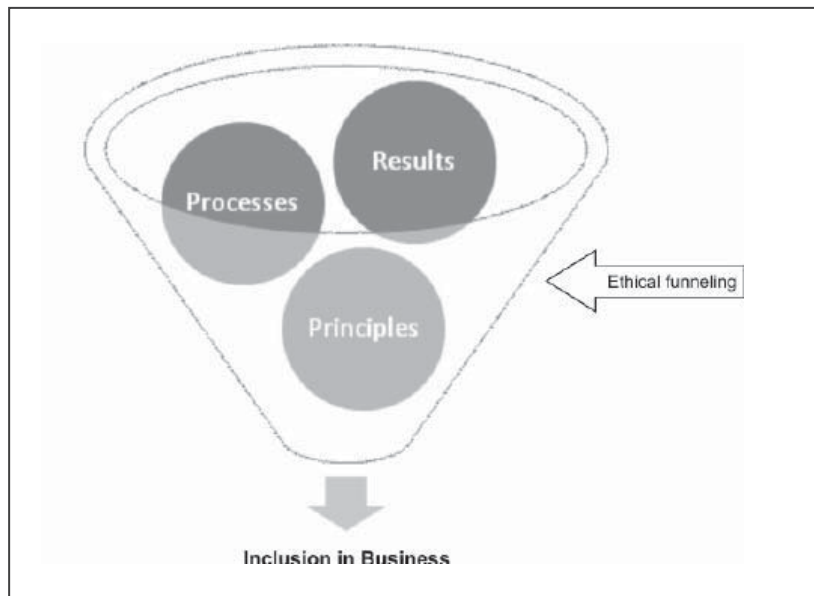 Results
Processes
Ethical funneling
Principles
Inclusion in Business